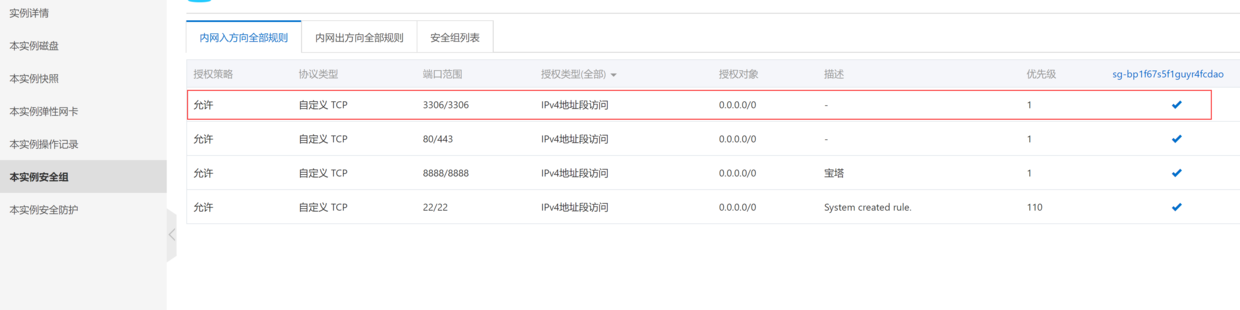 实例详情
本实例磁盘
本实例快照
本实例弹性网卡
本实例操作记录
本实例安全组
本实例安全防护
内网入方向全部规则 内网出方向全部规则 安全组列表
授权策略 协议类型 端口范围 授权类型(全部) 授权对象 描述 优先级 sg-bp1f67s5f1guyr4fcdao
允许 自定义 TCP 3306/3306 IPv4地址段访问 0.0.0.0/0 - 1
允许 自定义 TCP 80/443 IPv4地址段访问 0.0.0.0/0 - 1
允许 自定义 TCP 8888/8888 IPv4地址段访问 0.0.0.0/0 宝塔 1
允许 自定义 TCP 22/22 IPv4地址段访问 0.0.0.0/0 System created rule. 110